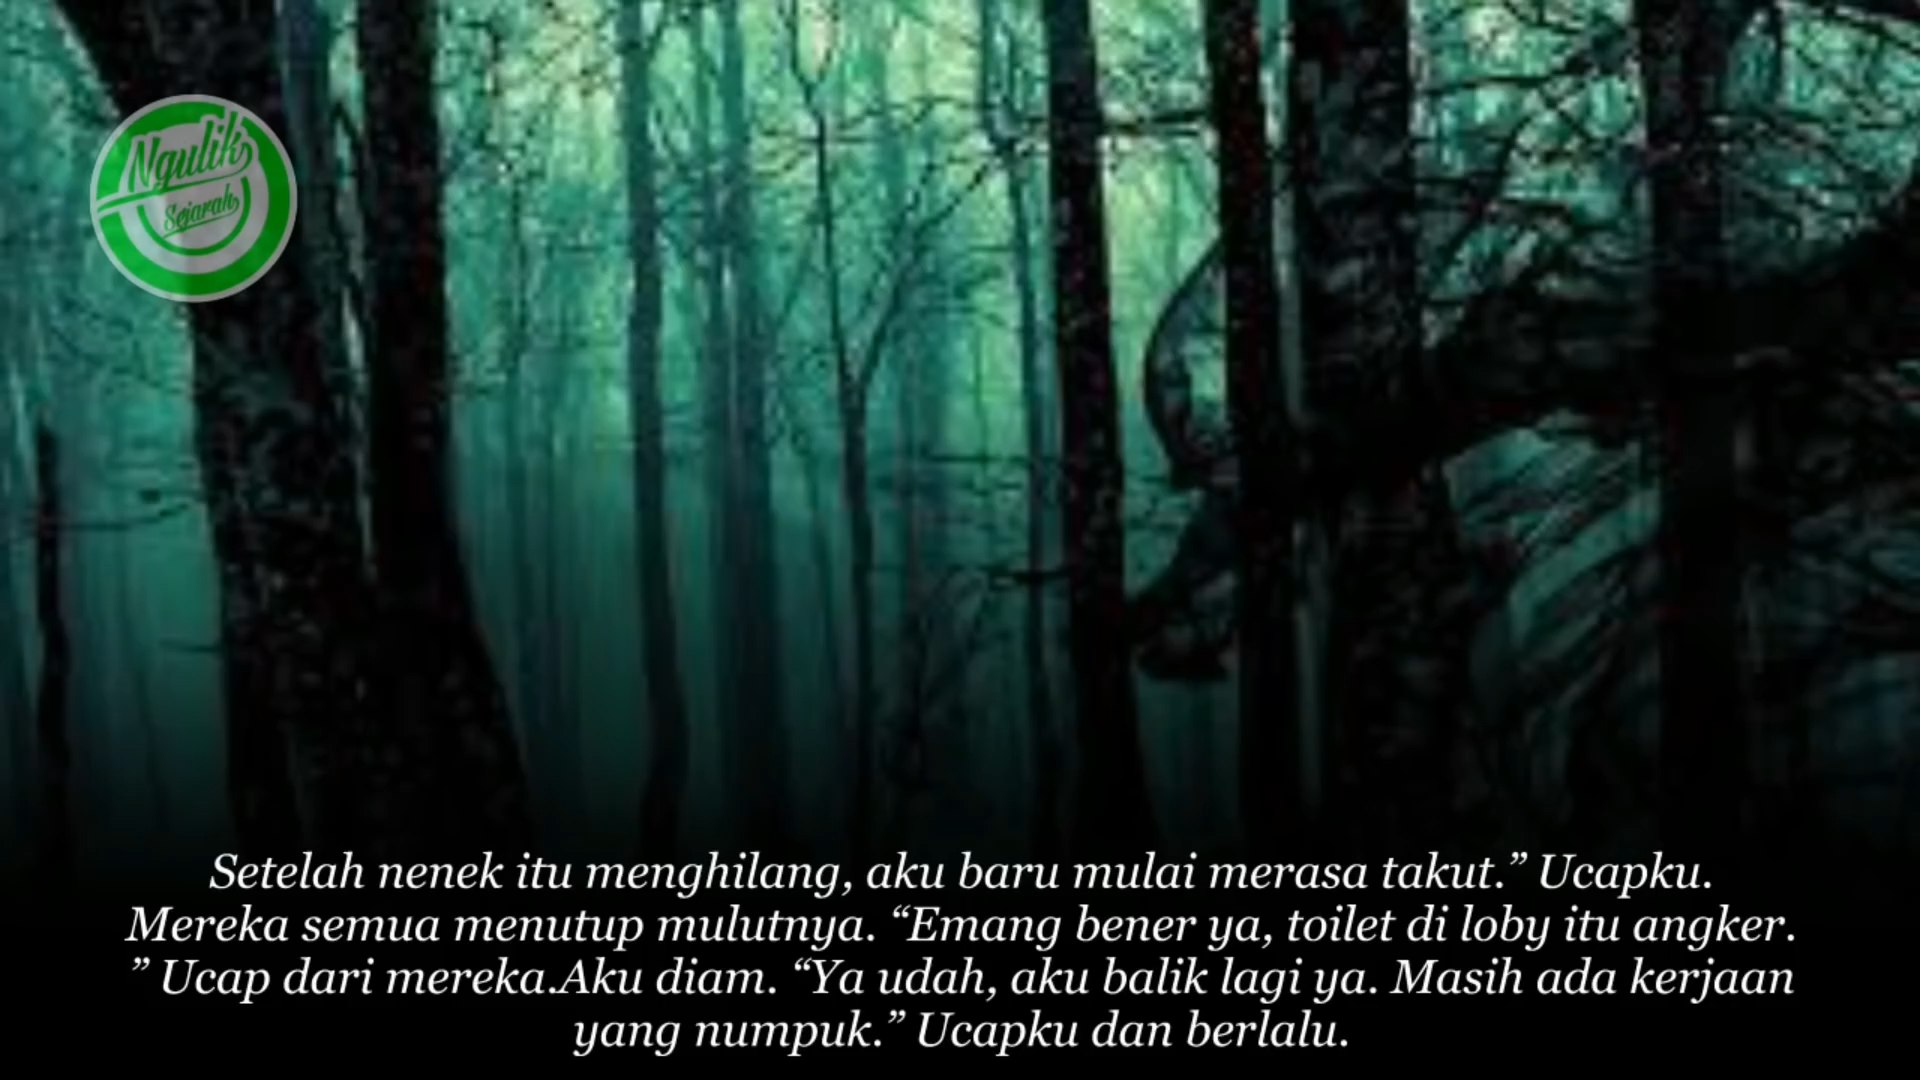 Ngulik
Sejarah
Setelah nenek itu menghilang, aku baru mulai merasa takut.” Ucapku.
Mereka semua menutup mulutnya. “Emang bener ya, toilet di loby itu angker.
” Ucap dari mereka.Aku diam. “Ya udah, aku balik lagi ya. Masih ada kerjaan
yang numpuk.” Ucapku dan berlalu.